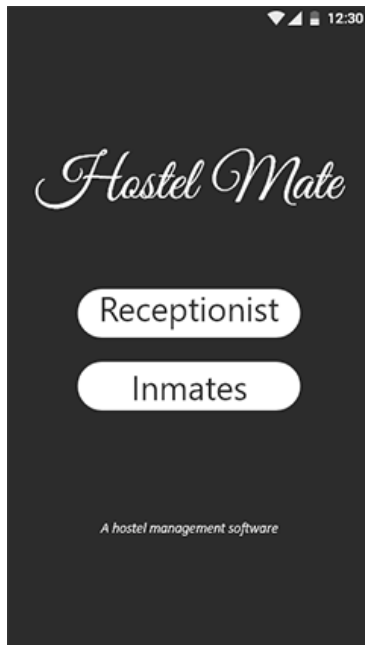 12:30
Hostel Mate
Receptionist
Inmates
A hostel management software